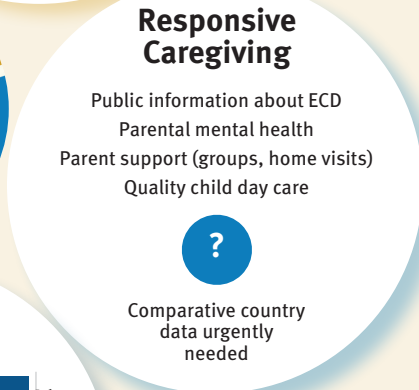 Responsive
Caregiving
Public information about ECD
Parental mental health
Parent support (groups, home visits)
Quality child day care
?
Comparative country
data urgently
needed